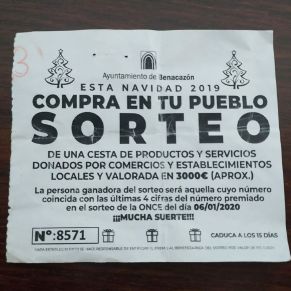 3
Ayuntamiento de Benacazón
ESTA NAVIDAD 2019
COMPRA EN TU PUEBLO
SORTEO
DE UNA CESTA DE PRODUCTOS Y SERVICIOS
DONADOS POR COMERCIOS Y ESTABLECIMIENTOS
LOCALES Y VALORADA EN 3000€ (APROX.)
La persona ganadora del sorteo será aquella cuyo número
coincida con las últimas 4 cifras del número premiado
en el sorteo de la ONCE del día 06/01/2020
¡¡¡MUCHA SUERTE!!!
Nº:8571
CADUCA A LOS 15 DÍAS